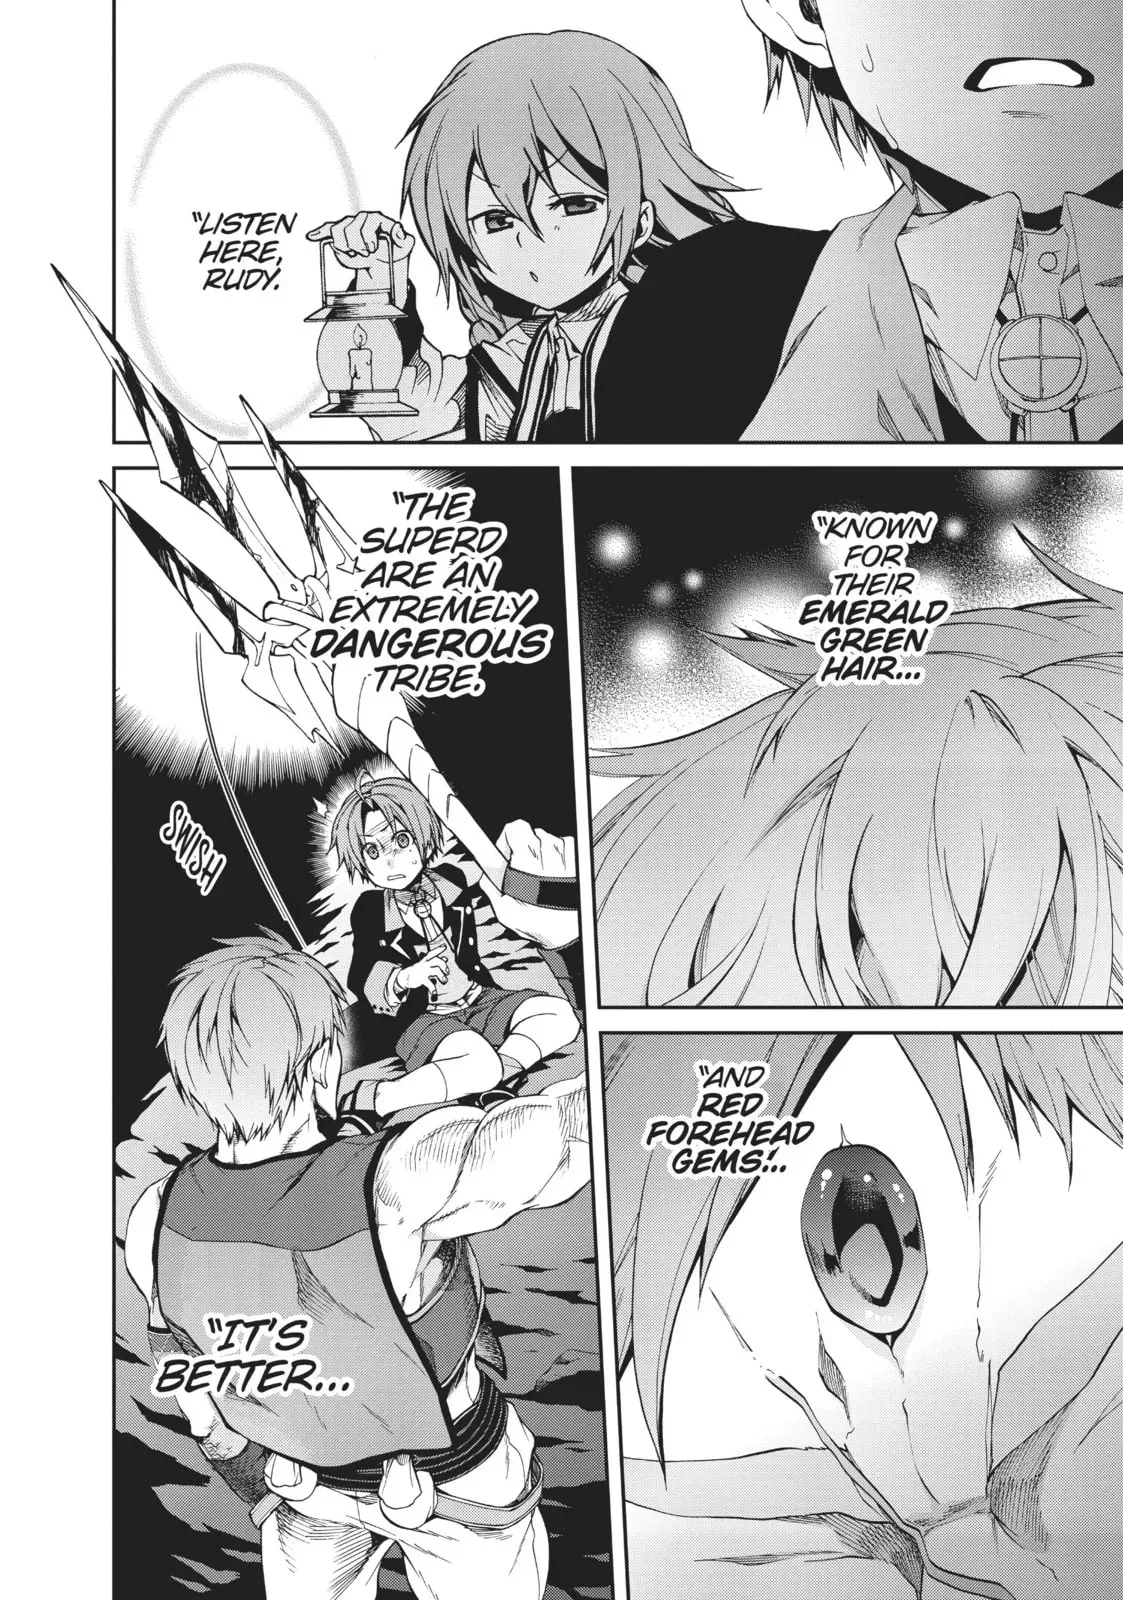 "LISTEN
HERE,
RUDY.
"THE
SUPERD
ARE AN
EXTREMELY
DANGEROUS
TRIBE.
"KNOWN
FOR
THEIR
EMERALD
GREEN
HAIR...
"AND
RED
FOREHEAD
GEMS...
SWISH
"IT'S
BETTER...